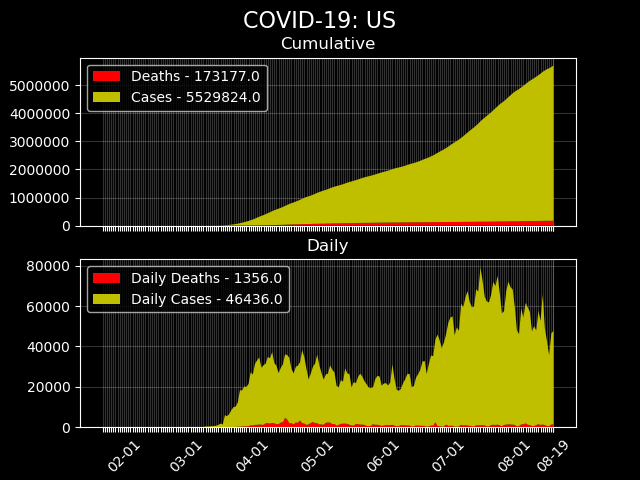 COVID-19: US
Cumulative
Deaths - 173177.0
Cases - 5529824.0
5000000
4000000
3000000
2000000
1000000
0
Daily
Daily Deaths - 1356.0
Daily Cases - 46436.0
80000
60000
40000
20000
0
02-01 03-01 04-01 05-01 06-01 07-01 08-01 08-19